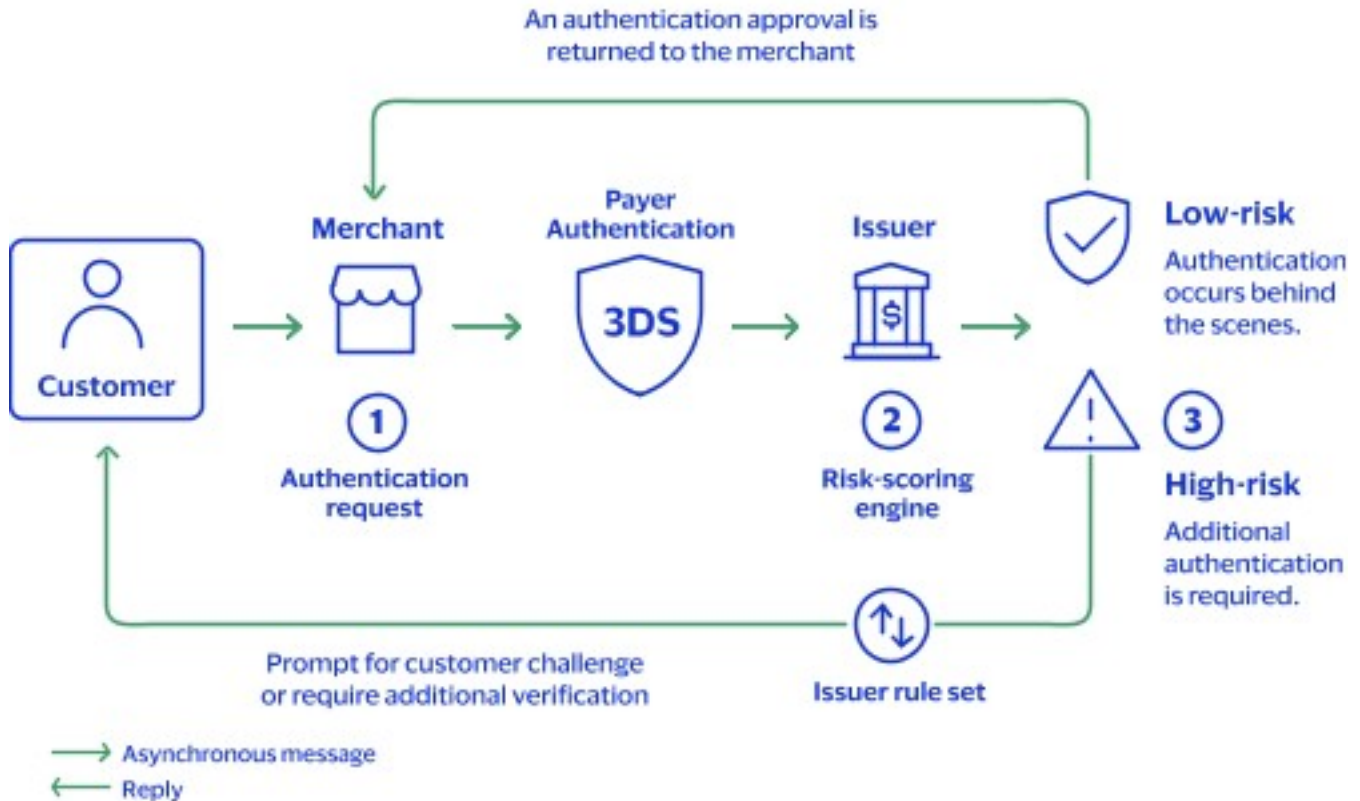 An authentication approval is
returned to the merchant
Merchant
Payer
Authentication
Issuer
Low-risk
Authentication
occurs behind
the scenes.
3DS
$
Customer
1
Authentication
request
2
Risk-scoring
engine
3
High-risk
Additional
authentication
is required.
Prompt for customer challenge
or require additional verification
Issuer rule set
Asynchronous message
Reply